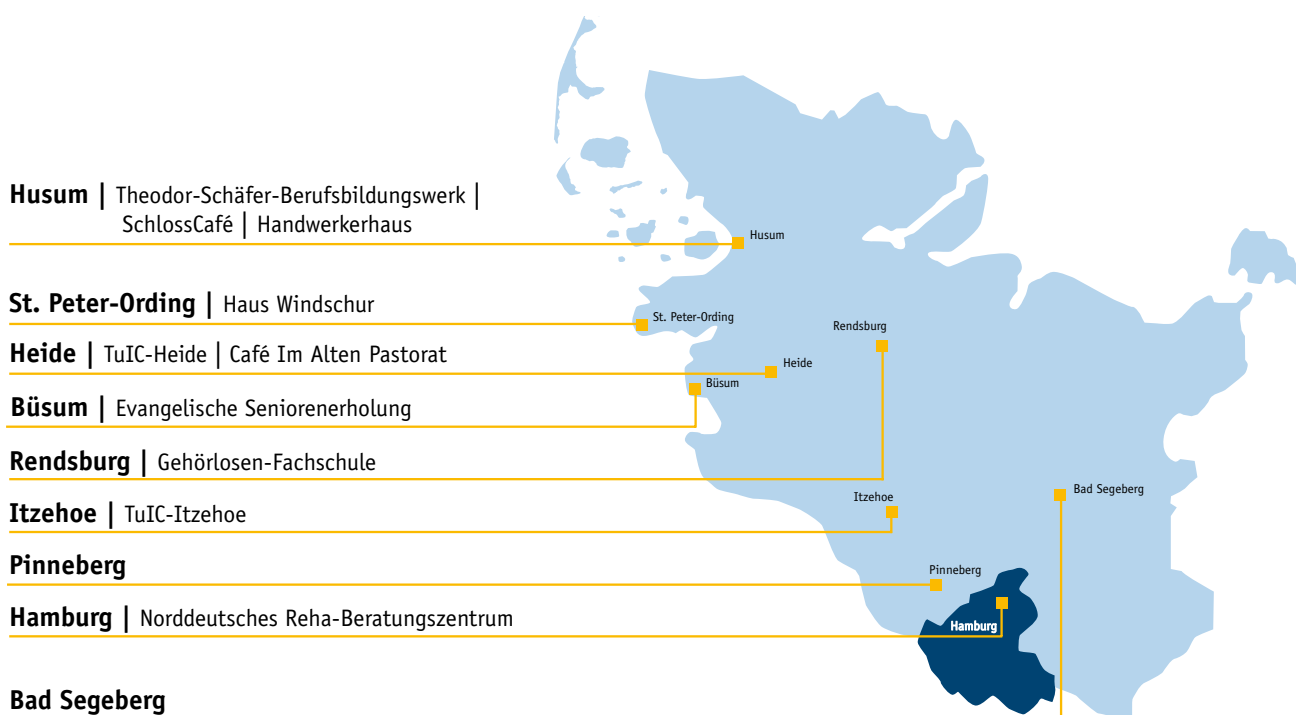 Husum | Theodor-Schäfer-Berufsbildungswerk |
SchlossCafé | Handwerkerhaus
St. Peter-Ording | Haus Windschur
Heide | TuIC-Heide | Café Im Alten Pastorat
Büsum | Evangelische Seniorenerholung
Rendsburg | Gehörlosen-Fachschule
Itzehoe | TuIC-Itzehoe
Pinneberg
Hamburg | Norddeutsches Reha-Beratungszentrum
Bad Segeberg
Husum
St. Peter-Ording
Rendsburg
Heide
Büsum
Bad Segeberg
Itzehoe
Pinneberg
Hamburg